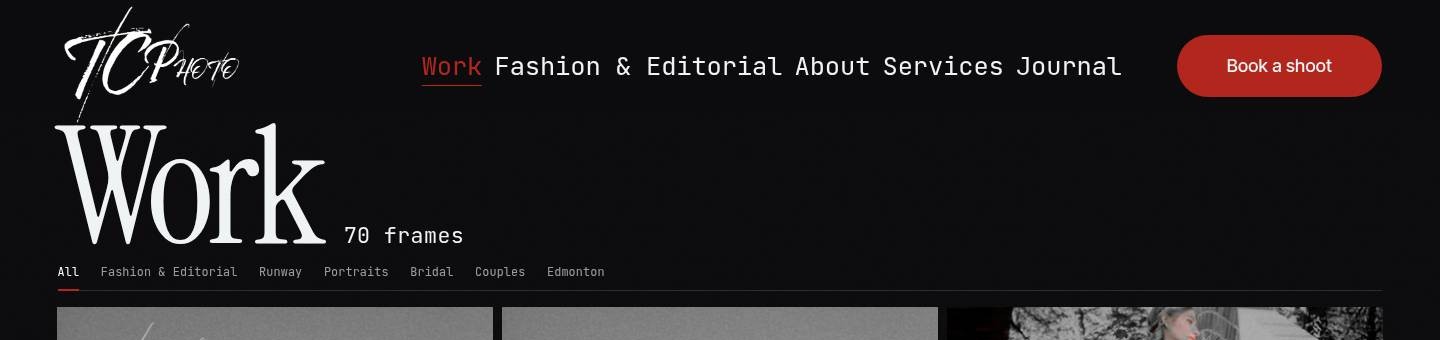 TCPHOTO
Work Fashion & Editorial About Services Journal
Book a shoot
Work
70 frames
All Fashion & Editorial Runway Portraits Bridal Couples Edmonton